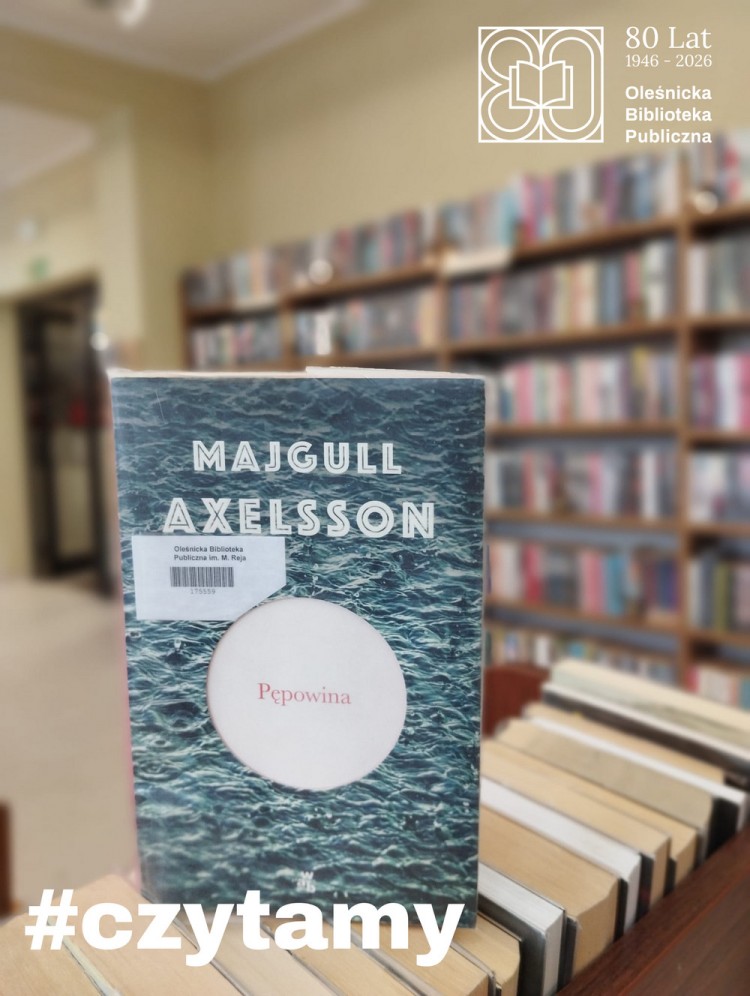 80 Lat
1946 - 2026
Oleśnicka
Biblioteka
Publiczna
MAJGULL
AXELSSON
Oleśnicka Biblioteka
Publiczna im. M. Reja
175559
Pępowina
#czytamy